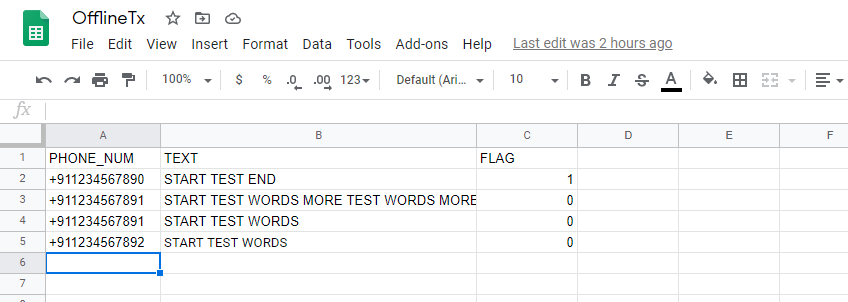 OfflineTx
File Edit View Insert Format Data Tools Add-ons Help Last edit was 2 hours ago
100% $ % .0 .00 123 Default (Ari... 10 B I S A
fx
A B C D E F
1 PHONE_NUM TEXT FLAG
2 +911234567890 START TEST END 1
3 +911234567891 START TEST WORDS MORE TEST WORDS MORE 0
4 +911234567891 START TEST WORDS 0
5 +911234567892 START TEST WORDS 0
6
7